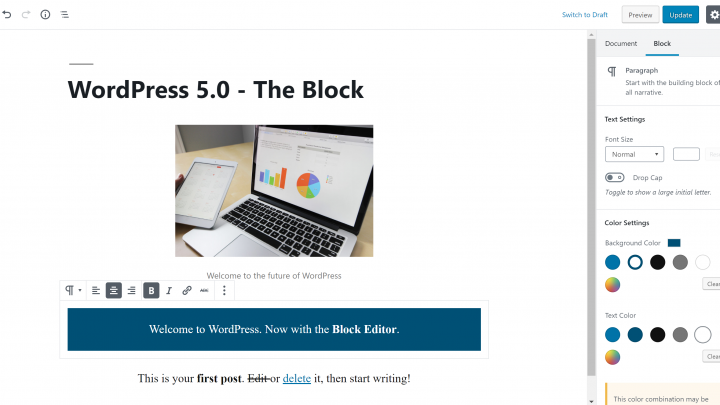 Switch to Draft
Preview
Update
WordPress 5.0 - The Block
Welcome to the future of WordPress
B
I
ABC
Welcome to WordPress. Now with the Block Editor.
This is your first post. Edit or delete it, then start writing!
Document
Block
Paragraph
Start with the building block of
all narrative.
Text Settings
Font Size
Normal
Drop Cap
Toggle to show a large initial letter.
Color Settings
Background Color
Clear
Text Color
Clear
This color combination may be